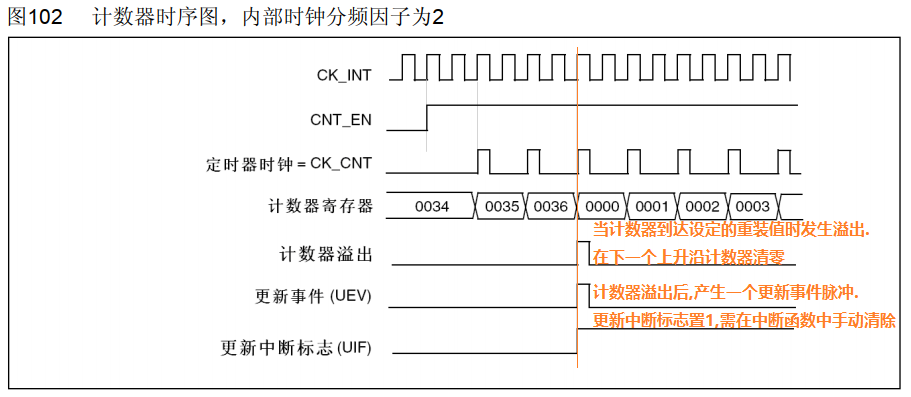 图102 计数器时序图，内部时钟分频因子为2
CK_INT
CNT_EN
定时器时钟 = CK_CNT
计数器寄存器 0034 0035 0036 0000 0001 0002 0003
当计数器到达设定的重装值时发生溢出.
计数器溢出
在下一个上升沿计数器清零
更新事件 (UEV)
计数器溢出后,产生一个更新事件脉冲.
更新中断标志置1,需在中断函数中手动清除
更新中断标志 (UIF)